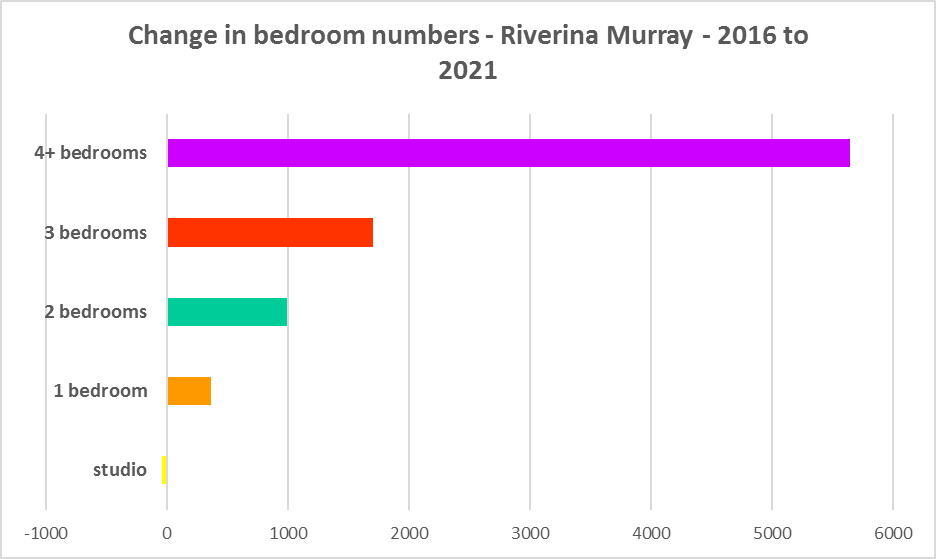 Change in bedroom numbers - Riverina Murray - 2016 to
2021
4+ bedrooms
3 bedrooms
2 bedrooms
1 bedroom
studio
-1000 0 1000 2000 3000 4000 5000 6000